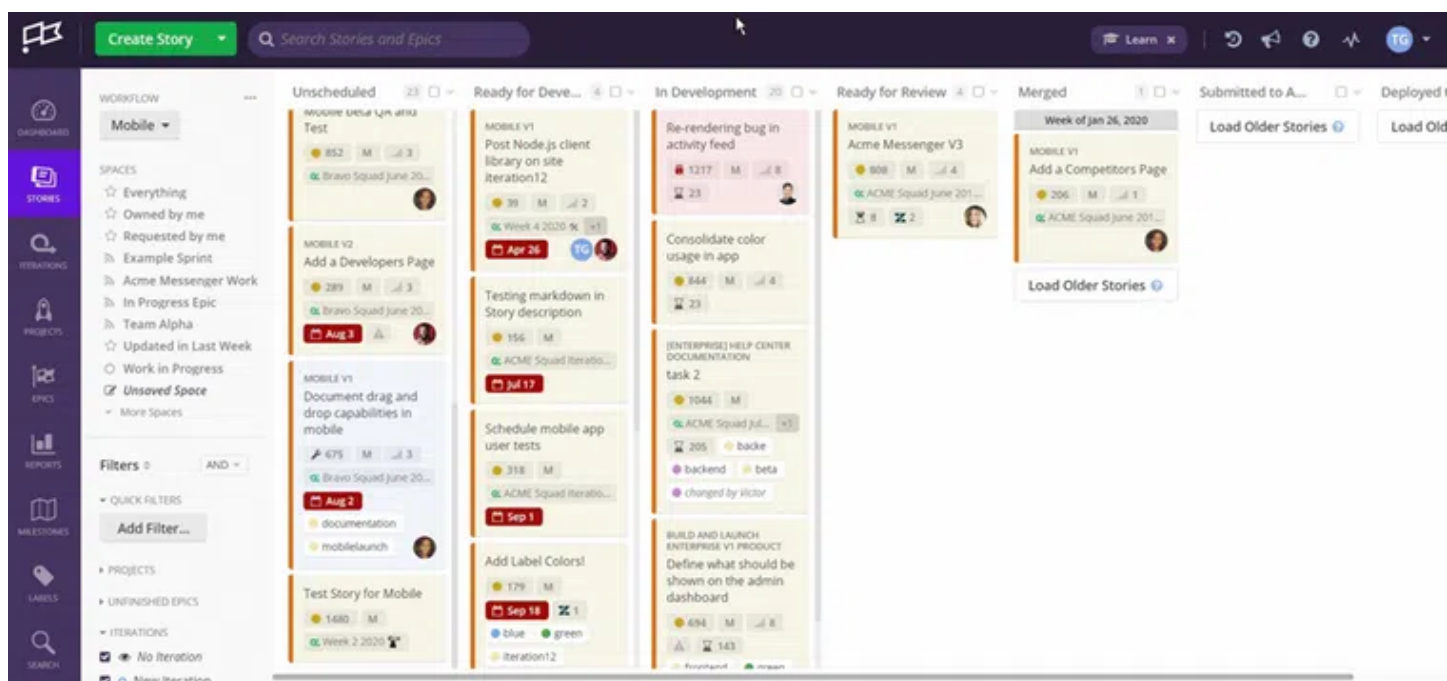 Create Story
Search Stories and Epics
Learn ×
TG
DASHBOARD
STORIES
ITERATIONS
PROJECTS
EPICS
REPORTS
MILESTONES
LABELS
SEARCH
WORKFLOW
Mobile
SPACES
Everything
Owned by me
Requested by me
Example Sprint
Acme Messenger Work
In Progress Epic
Team Alpha
Updated in Last Week
Work in Progress
Unsaved Space
More Spaces
Filters
AND
QUICK FILTERS
Add Filter...
PROJECTS
UNFINISHED EPICS
ITERATIONS
No Iteration
New Iteration
Unscheduled 23
Mobile beta QA and
Test
852 M 3
Bravo Squad June 20...
MOBILE V2
Add a Developers Page
289 M 3
Bravo Squad June 20...
Aug 3
MOBILE V1
Document drag and
drop capabilities in
mobile
675 M 3
Bravo Squad June 20...
Aug 2
documentation
mobilelaunch
Test Story for Mobile
1480 M
Week 2 2020
Ready for Deve... 4
MOBILE V1
Post Node.js client
library on site
iteration12
39 M 2
Week 4 2020 +1
Apr 26 TG
Testing markdown in
Story description
156 M
ACME Squad Iteratio...
Jul 17
Schedule mobile app
user tests
318 M
ACME Squad Iteratio...
Sep 1
Add Label Colors!
179 M
Sep 18 1
blue green
iteration12
In Development 20
Re-rendering bug in
activity feed
1217 M 8
23
Consolidate color
usage in app
844 M 4
23
[ENTERPRISE] HELP CENTER
DOCUMENTATION
task 2
1044 M
ACME Squad Jul... +1
205 backe
backend beta
changed by victor
BUILD AND LAUNCH
ENTERPRISE V1 PRODUCT
Define what should be
shown on the admin
dashboard
694 M 8
143
frontend green
Ready for Review 4
MOBILE V1
Acme Messenger V3
808 M 4
ACME Squad June 201...
8 2
Merged 1
Week of Jan 26, 2020
MOBILE V1
Add a Competitors Page
206 M 1
ACME Squad June 201...
Load Older Stories
Submitted to A...
Load Older Stories
Deployed t
Load Old